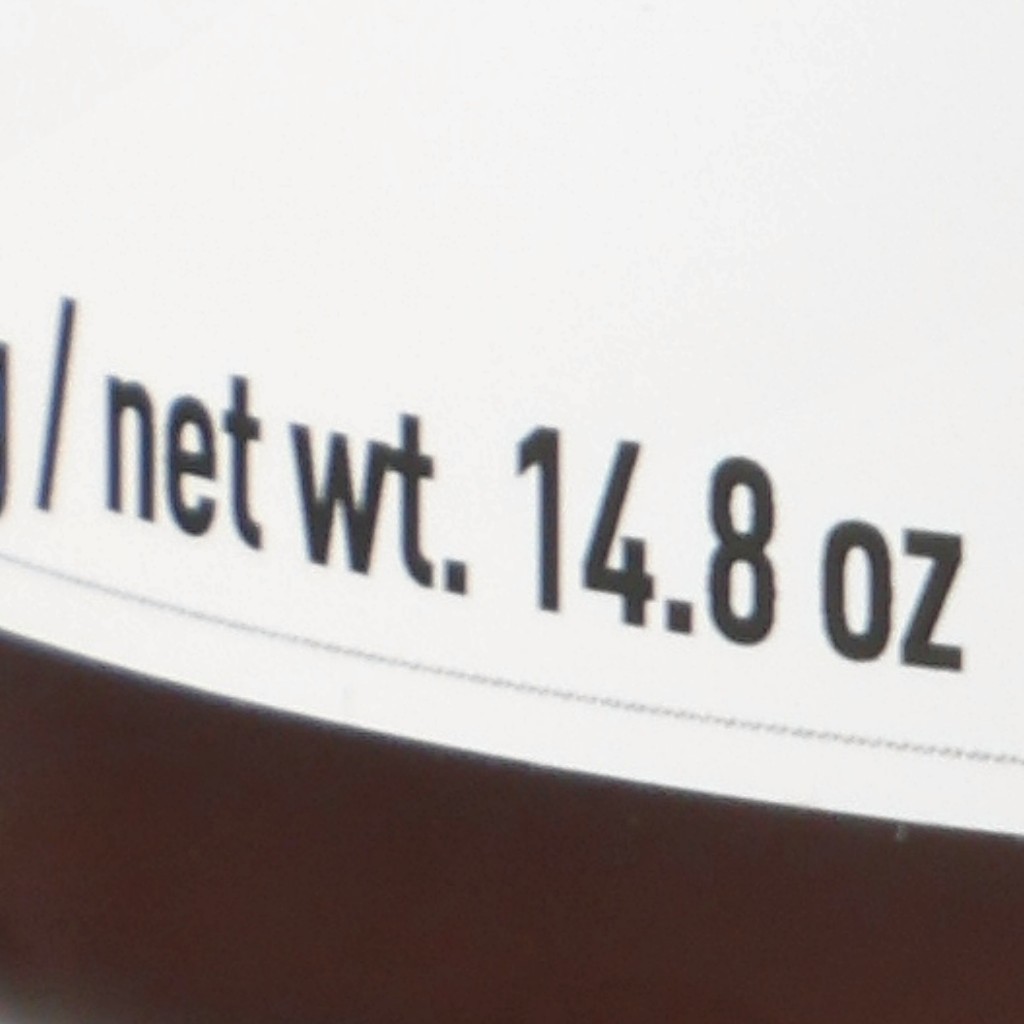 g / net wt. 14.8 oz